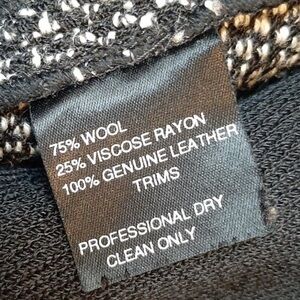 75% WOOL
25% VISCOSE RAYON
100% GENUINE LEATHER
TRIMS
PROFESSIONAL DRY
CLEAN ONLY